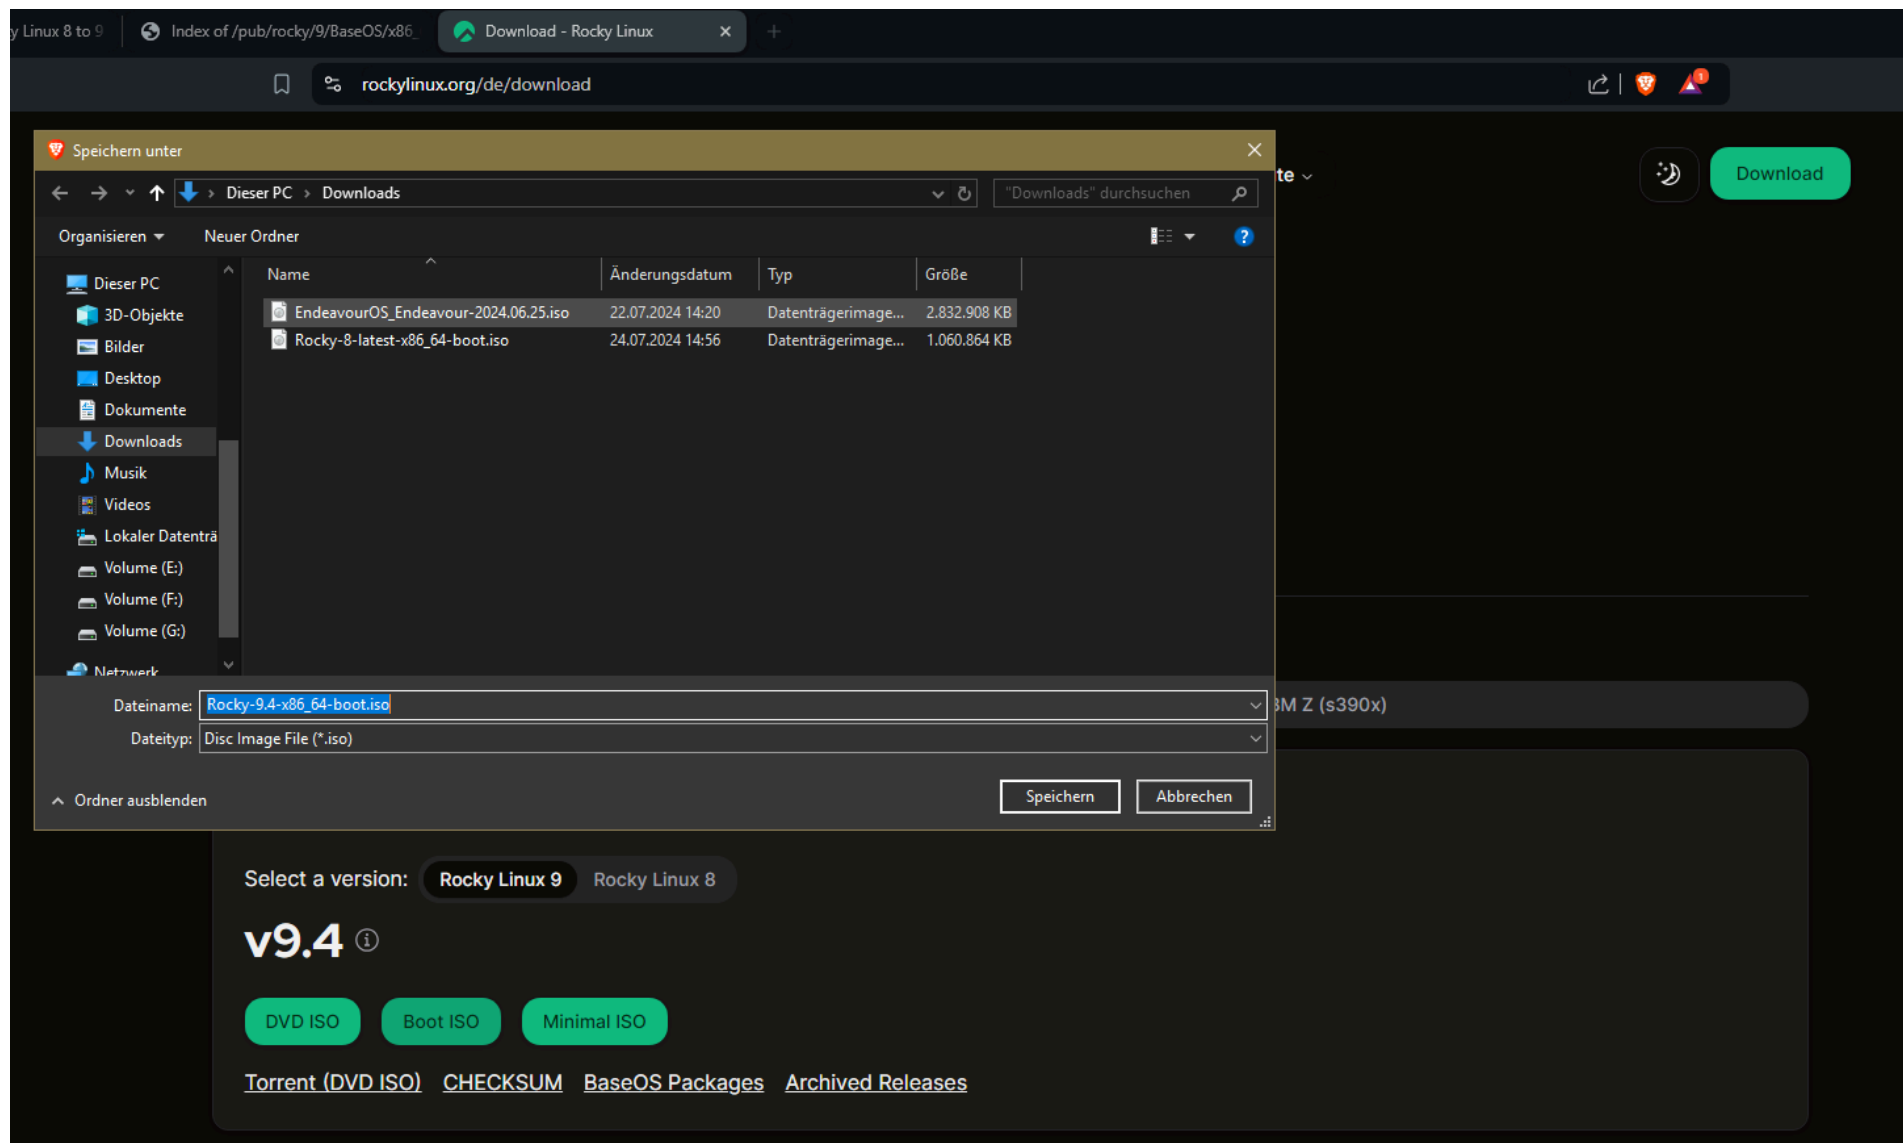 y Linux 8 to 9
Index of /pub/rocky/9/BaseOS/x86_
Download - Rocky Linux
rockylinux.org/de/download
1
Speichern unter
Dieser PC > Downloads
"Downloads" durchsuchen
te
Download
Organisieren
Neuer Ordner
?
Name
Änderungsdatum
Typ
Größe
EndeavourOS_Endeavour-2024.06.25.iso 22.07.2024 14:20 Datenträgerimage... 2.832.908 KB
Rocky-8-latest-x86_64-boot.iso 24.07.2024 14:56 Datenträgerimage... 1.060.864 KB
Dieser PC
3D-Objekte
Bilder
Desktop
Dokumente
Downloads
Musik
Videos
Lokaler Datenträ
Volume (E:)
Volume (F:)
Volume (G:)
Netzwerk
Dateiname: Rocky-9.4-x86_64-boot.iso
Dateityp: Disc Image File (*.iso)
Ordner ausblenden
Speichern
Abbrechen
BM Z (s390x)
Select a version: Rocky Linux 9 Rocky Linux 8
v9.4
DVD ISO Boot ISO Minimal ISO
Torrent (DVD ISO) CHECKSUM BaseOS Packages Archived Releases